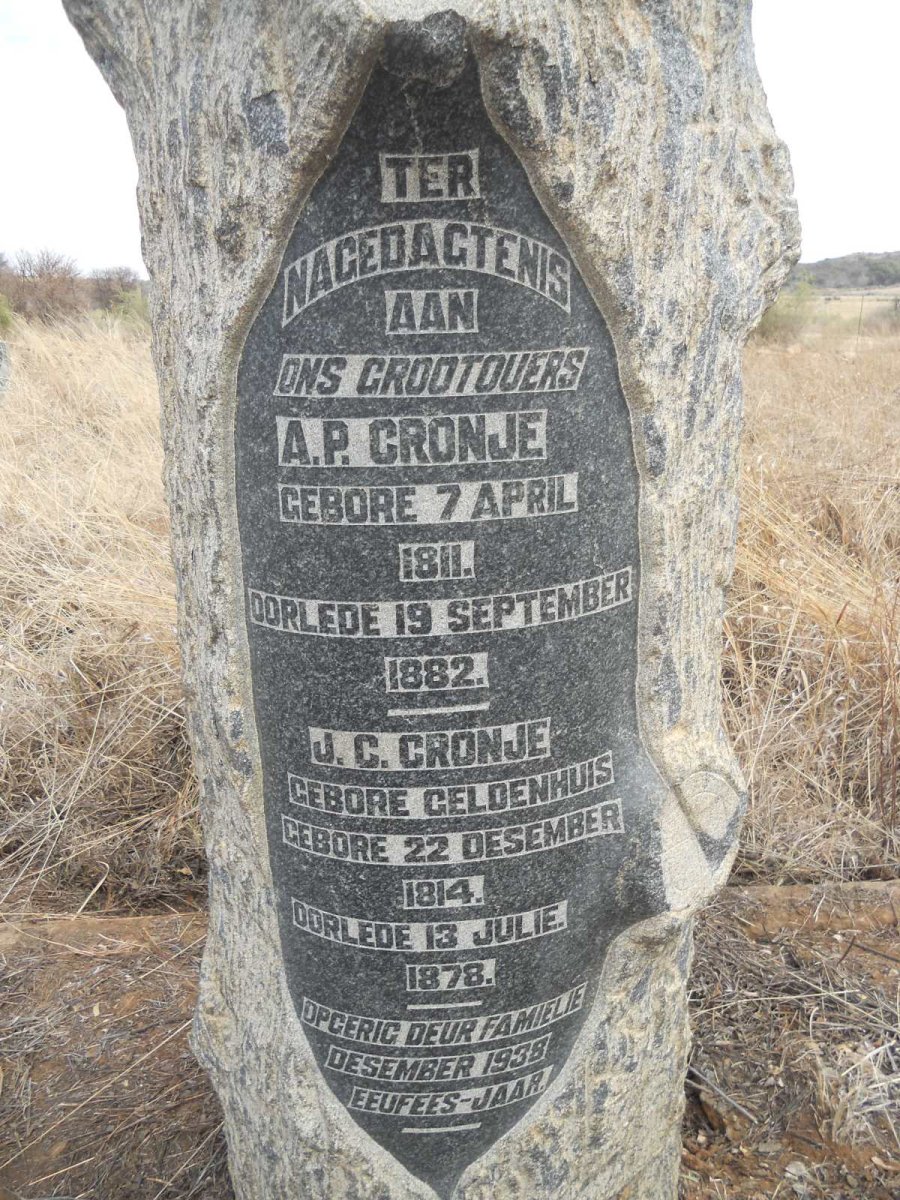 TER
NAGEDAGTENIS
AAN
ONS GROOTOUERS
A.P. CRONJE
GEBORE 7 APRIL
1811.
OORLEDE 19 SEPTEMBER
1882.
J. C. CRONJE
GEBORE GELDENHUIS
GEBORE 22 DESEMBER
1814.
OORLEDE 13 JULIE.
1878.
OPGERIG DEUR FAMIELIE
DESEMBER 1938
EEUFEES-JAAR.